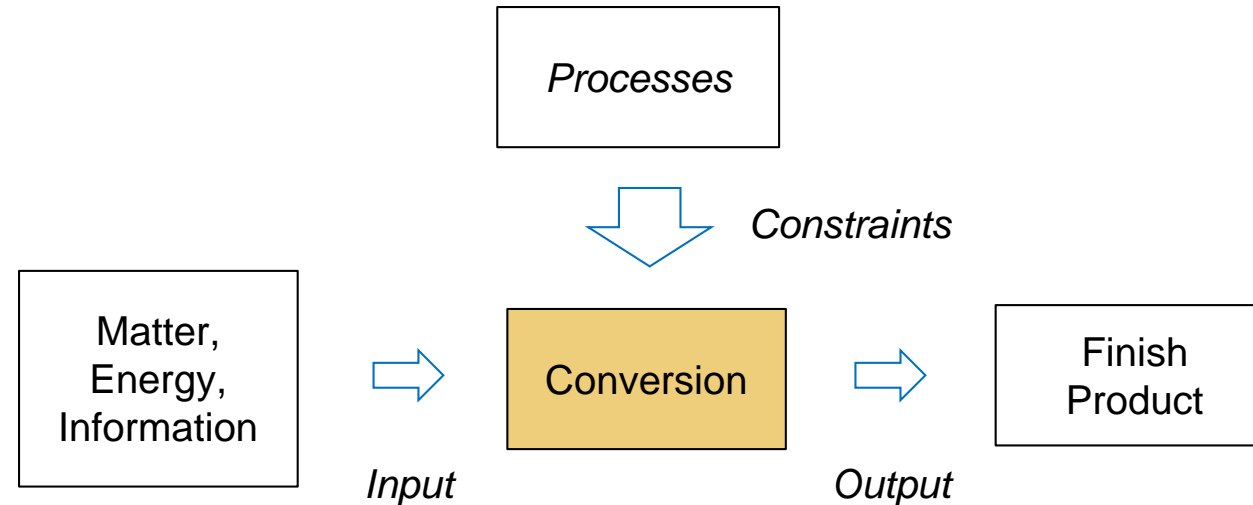 Processes
Constraints
Matter,
Energy,
Information
Conversion
Finish
Product
Input
Output